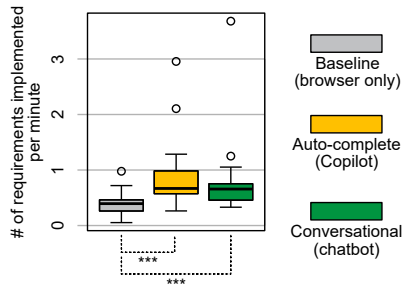 # of requirements implemented
per minute
3
2
1
0
***
***
Baseline
(browser only)
Auto-complete
(Copilot)
Conversational
(chatbot)